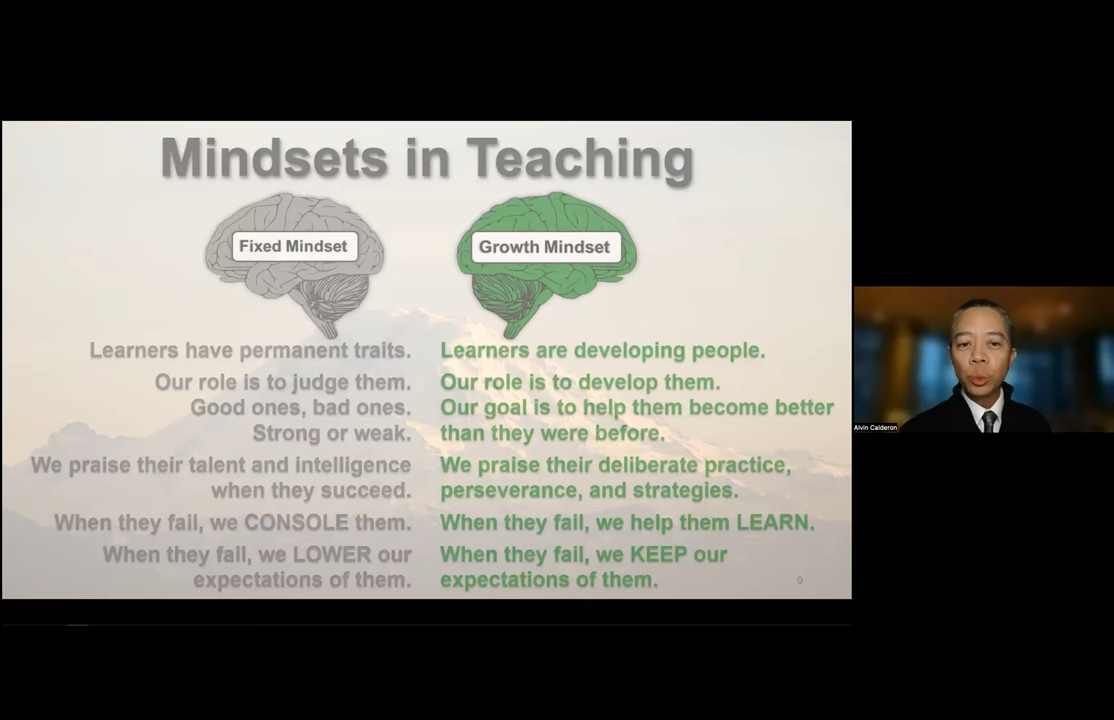 Mindsets in Teaching
Fixed Mindset
Growth Mindset
Learners have permanent traits.
Our role is to judge them.
Good ones, bad ones.
Strong or weak.
We praise their talent and intelligence
when they succeed.
When they fail, we CONSOLE them.
When they fail, we LOWER our
expectations of them.
Learners are developing people.
Our role is to develop them.
Our goal is to help them become better
than they were before.
We praise their deliberate practice,
perseverance, and strategies.
When they fail, we help them LEARN.
When they fail, we KEEP our
expectations of them.
9
Alvin Calderon